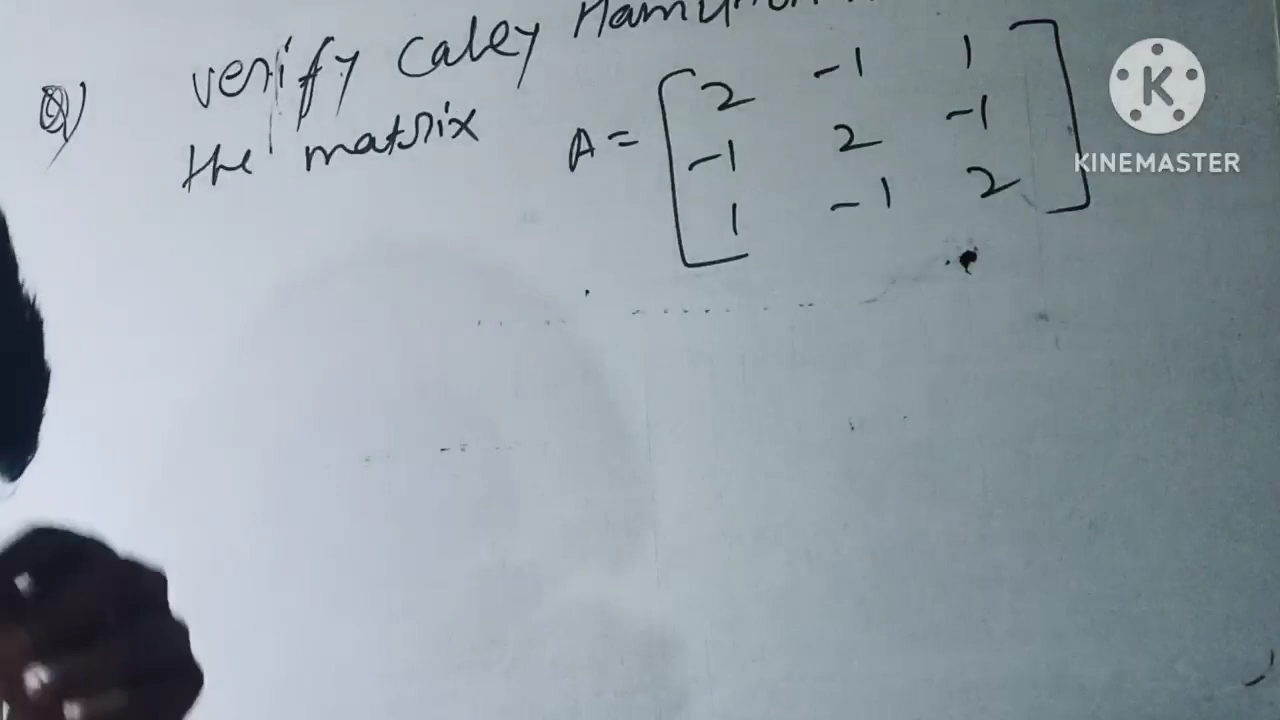 verify Caley Hamilton
Q) the matrix A = [ 2 -1 1
-1 2 -1
1 -1 2 ]
KINEMASTER